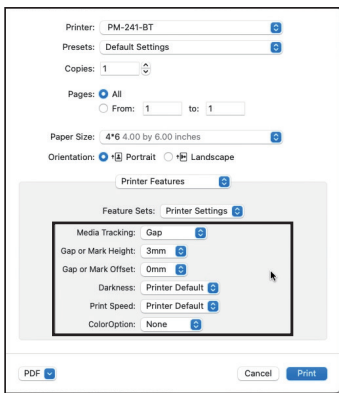 Printer: PM-241-BT
Presets: Default Settings
Copies: 1
Pages: All
From: 1 to: 1
Paper Size: 4*6 4.00 by 6.00 inches
Orientation: Portrait Landscape
Printer Features
Feature Sets: Printer Settings
Media Tracking: Gap
Gap or Mark Height: 3mm
Gap or Mark Offset: 0mm
Darkness: Printer Default
Print Speed: Printer Default
ColorOption: None
PDF Cancel Print